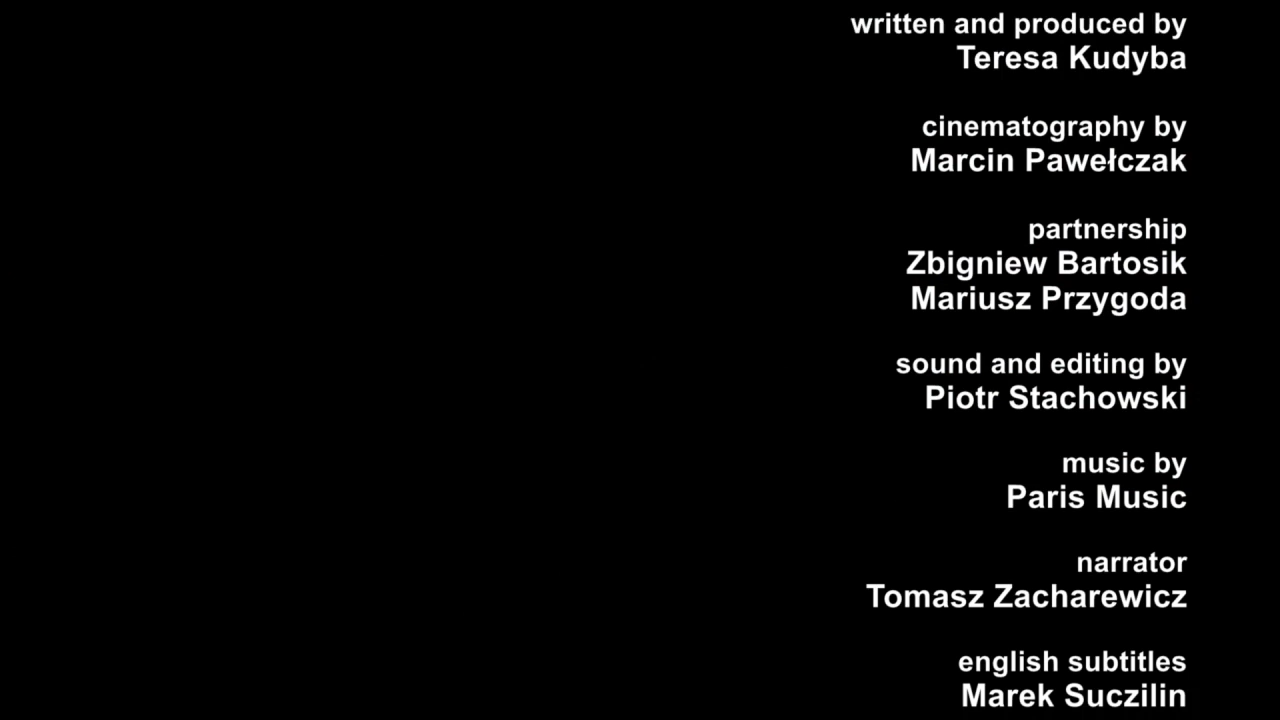 written and produced by
Teresa Kudyba
cinematography by
Marcin Pawełczak
partnership
Zbigniew Bartosik
Mariusz Przygoda
sound and editing by
Piotr Stachowski
music by
Paris Music
narrator
Tomasz Zacharewicz
english subtitles
Marek Suczilin